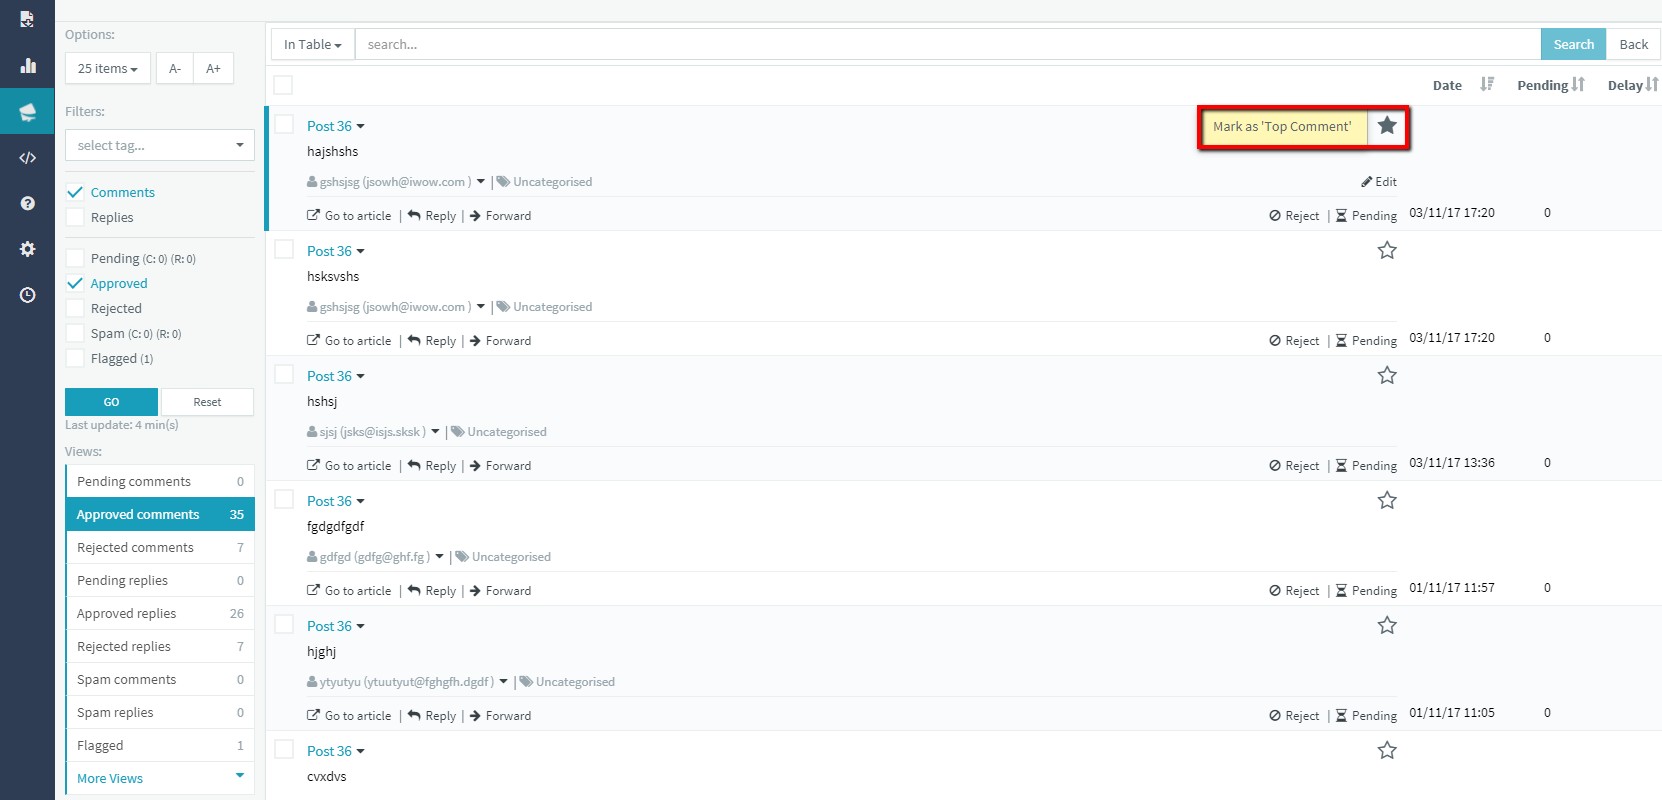 Options:
25 items
A-
A+
Filters:
select tag...
Comments
Replies
Pending (C: 0) (R: 0)
Approved
Rejected
Spam (C: 0) (R: 0)
Flagged (1)
GO
Reset
Last update: 4 min(s)
Views:
Pending comments 0
Approved comments 35
Rejected comments 7
Pending replies 0
Approved replies 26
Rejected replies 7
Spam comments 0
Spam replies 0
Flagged 1
More Views
In Table
search...
Search
Back
Date
Pending
Delay
Post 36
Mark as 'Top Comment'
hajshshs
gshsjsg (jsowh@iwow.com ) | Uncategorised
Edit
Go to article | Reply | Forward
Reject | Pending
03/11/17 17:20
0
Post 36
hsksvshs
gshsjsg (jsowh@iwow.com ) | Uncategorised
Go to article | Reply | Forward
Reject | Pending
03/11/17 17:20
0
Post 36
hshsj
sjsj (jsks@isjs.sksk ) | Uncategorised
Go to article | Reply | Forward
Reject | Pending
03/11/17 13:36
0
Post 36
fgdgdfgdf
gdfgd (gdfg@ghf.fg ) | Uncategorised
Go to article | Reply | Forward
Reject | Pending
01/11/17 11:57
0
Post 36
hjghj
ytyutyu (ytuutyut@fghgfh.dgdf ) | Uncategorised
Go to article | Reply | Forward
Reject | Pending
01/11/17 11:05
0
Post 36
cvxdvs